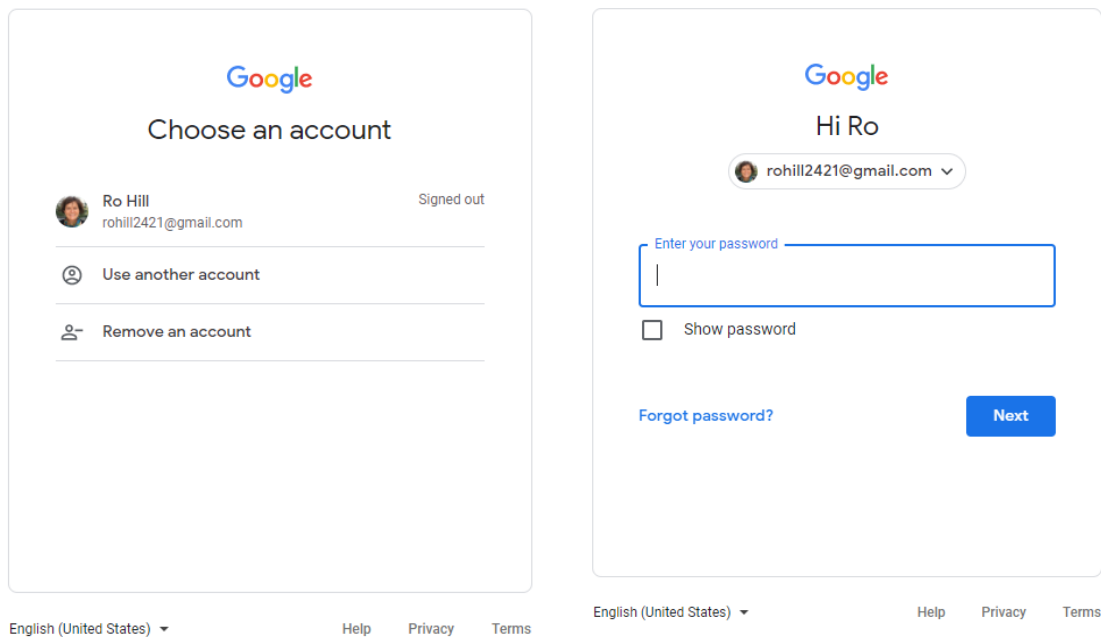 Google
Choose an account
Ro Hill
Signed out
rohill2421@gmail.com
Use another account
Remove an account
English (United States)
Help
Privacy
Terms
Google
Hi Ro
rohill2421@gmail.com
Enter your password
Show password
Forgot password?
Next
English (United States)
Help
Privacy
Terms